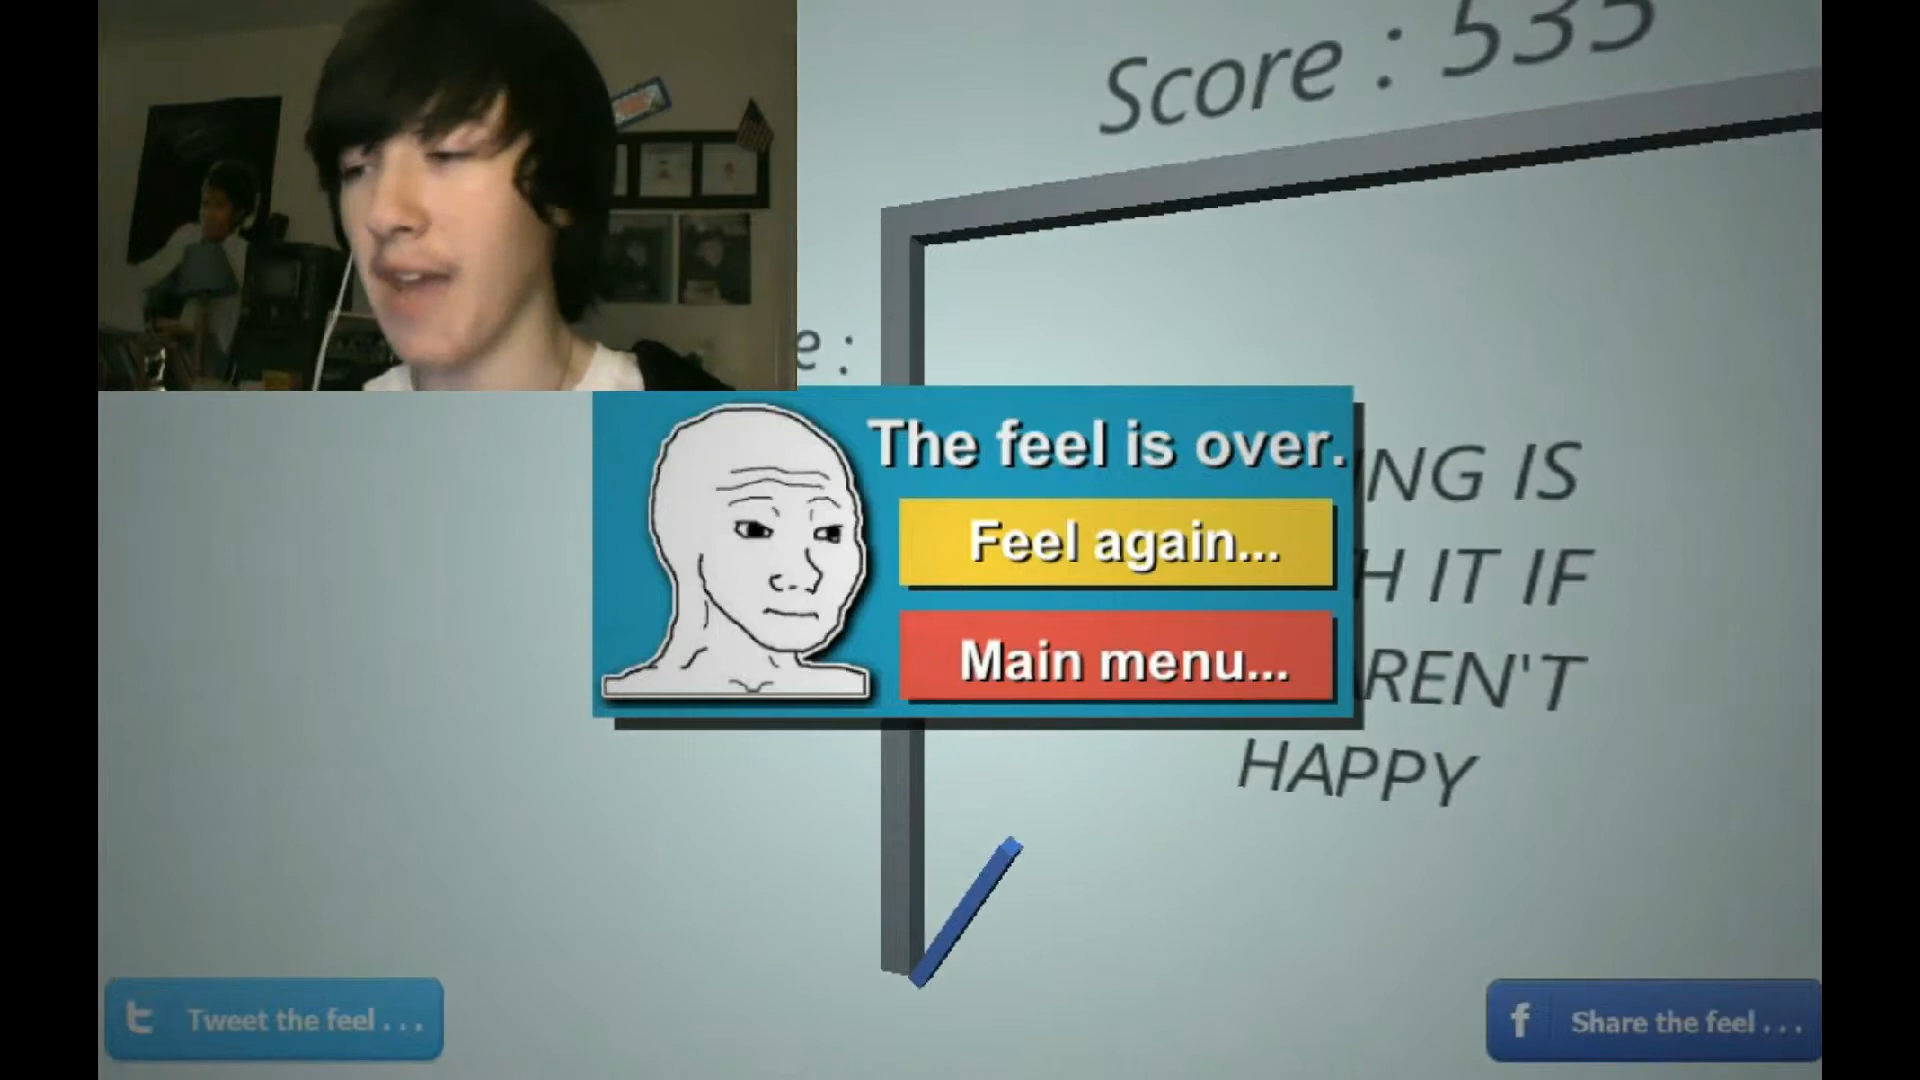 Score : 535
e :
The feel is over.
Feel again...
Main menu...
NG IS
H IT IF
REN'T
HAPPY
t Tweet the feel . . .
f Share the feel . . .